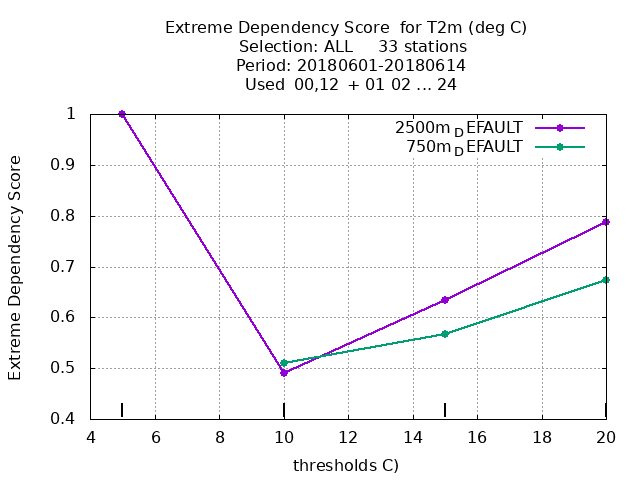 Extreme Dependency Score  for T2m (deg C)
Selection: ALL     33 stations
Period: 20180601-20180614
Used  00,12  + 01 02 ... 24
1
0.9
0.8
0.7
0.6
0.5
0.4
Extreme Dependency Score
2500m_DEFAULT
750m_DEFAULT
4 6 8 10 12 14 16 18 20
thresholds C)